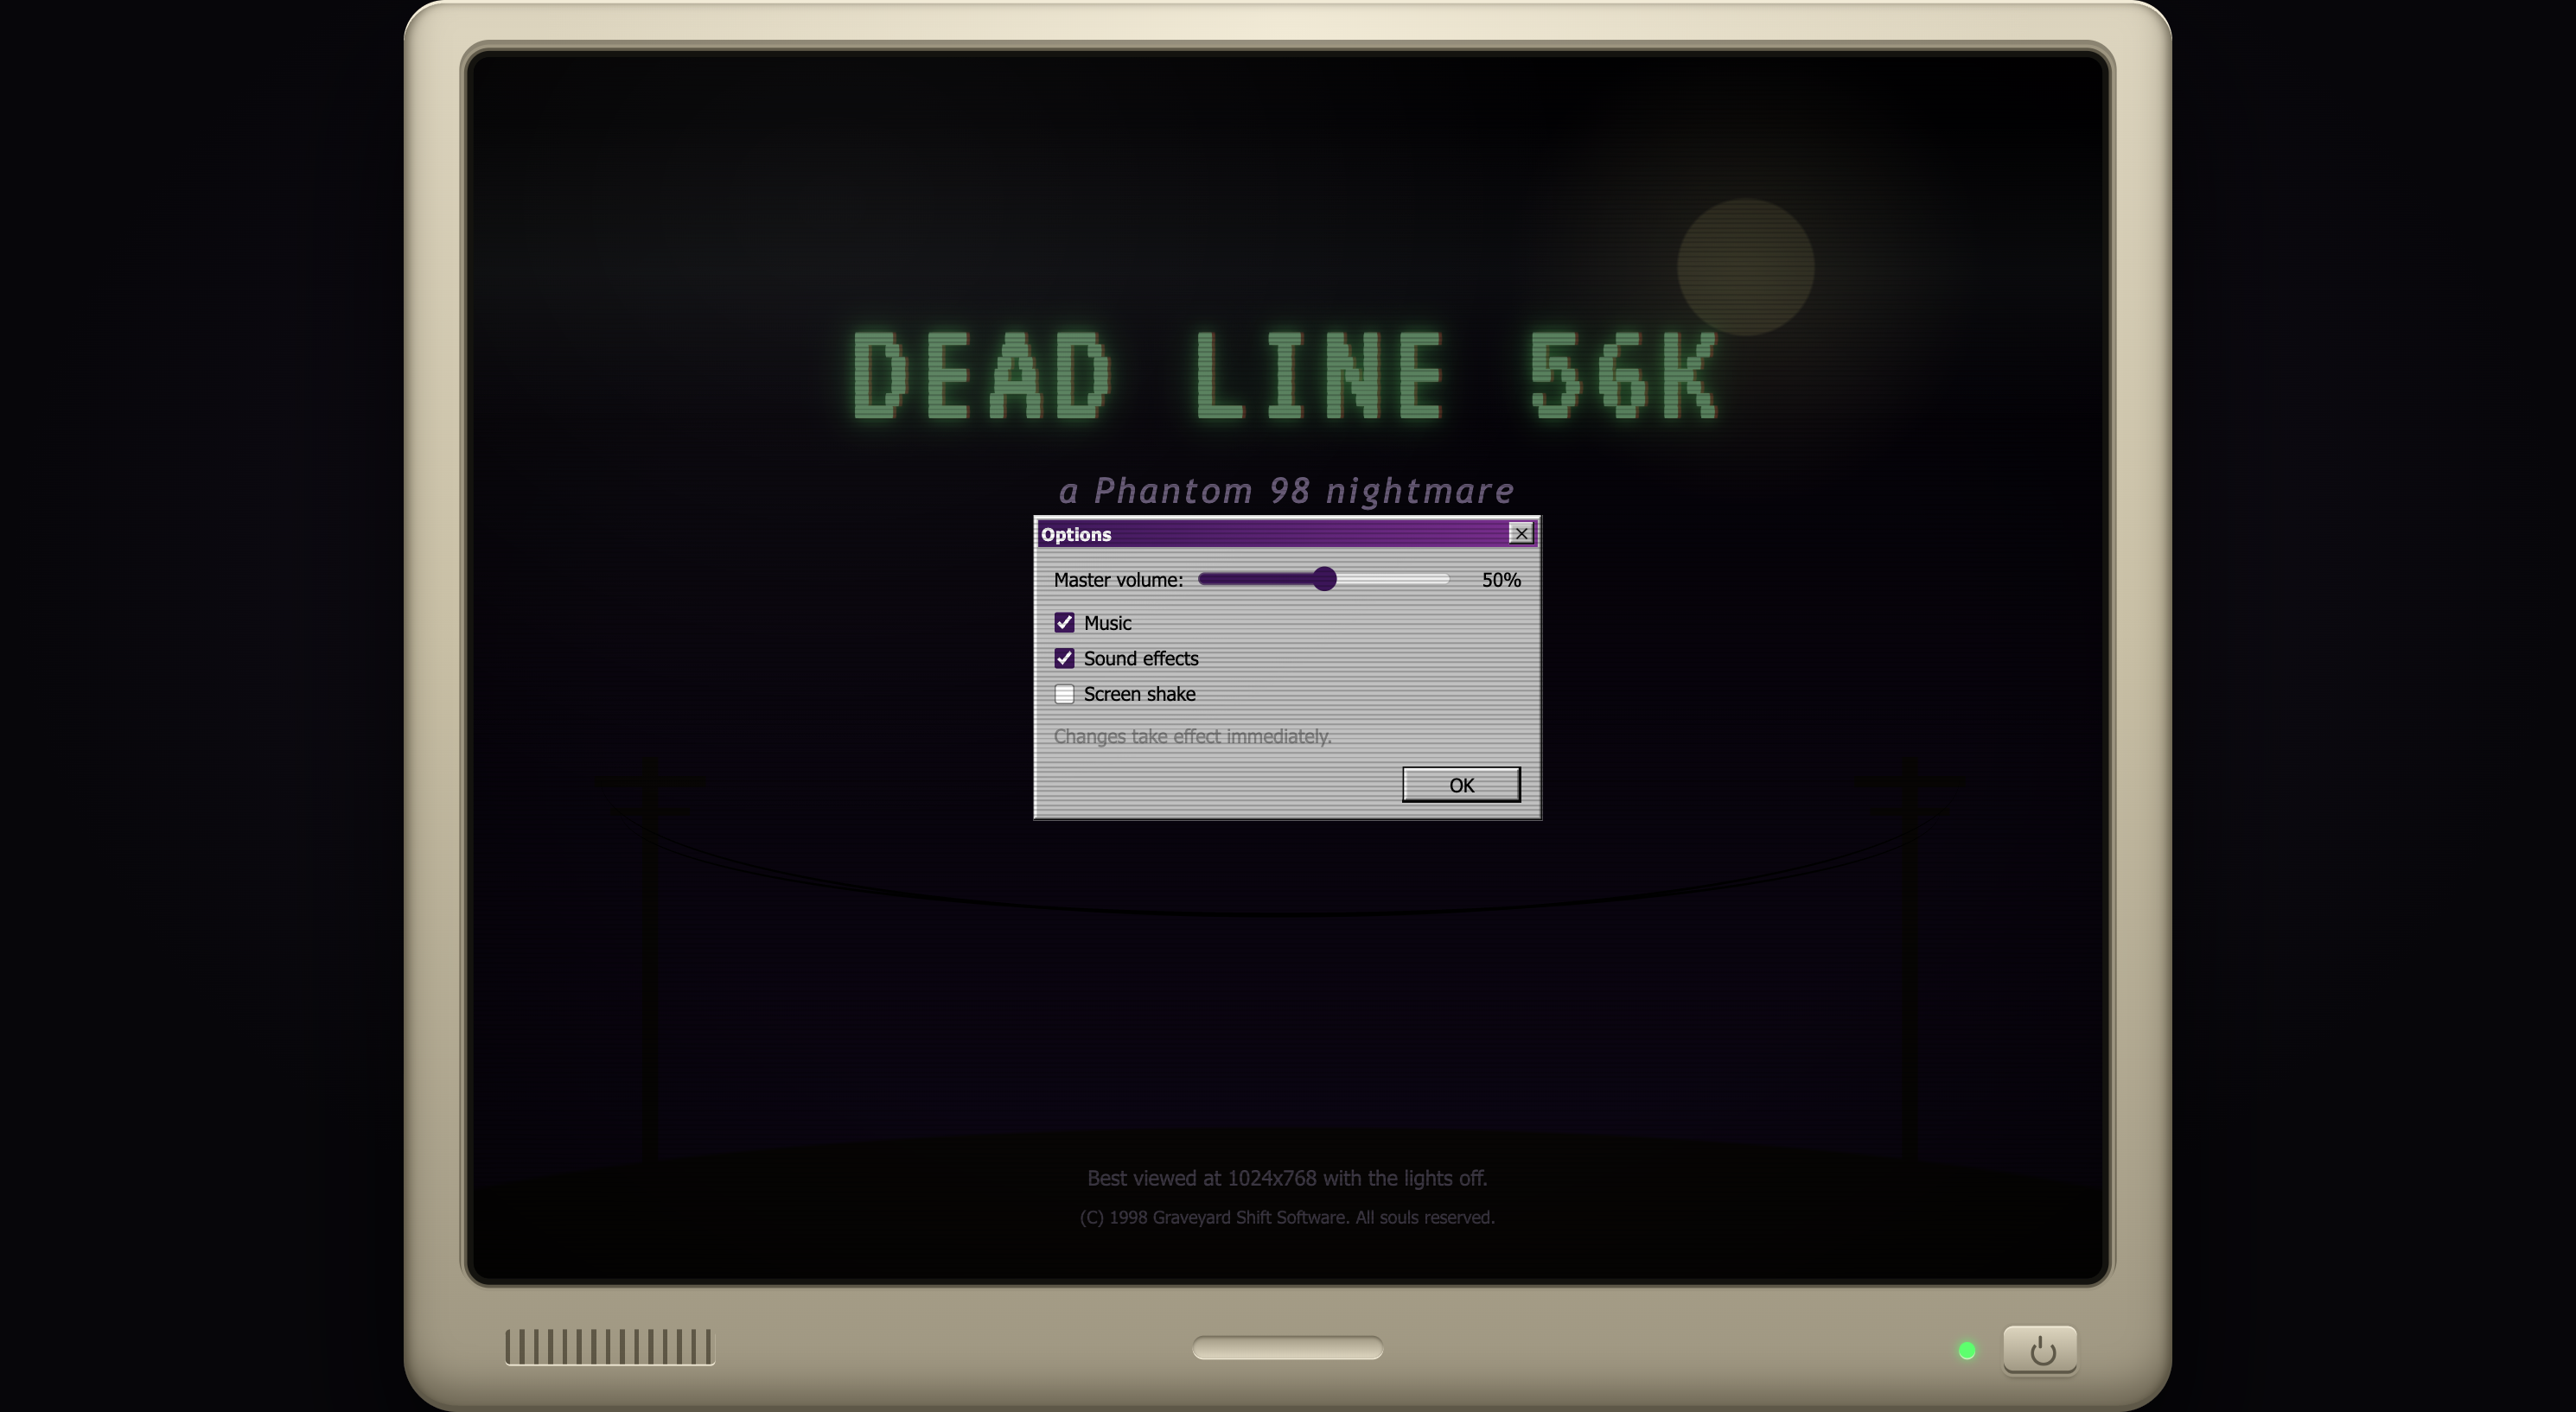 DEAD LINE 56K
a Phantom 98 nightmare
Options
Master volume: 50%
Music
Sound effects
Screen shake
Changes take effect immediately.
OK
Best viewed at 1024x768 with the lights off.
(C) 1998 Graveyard Shift Software. All souls reserved.